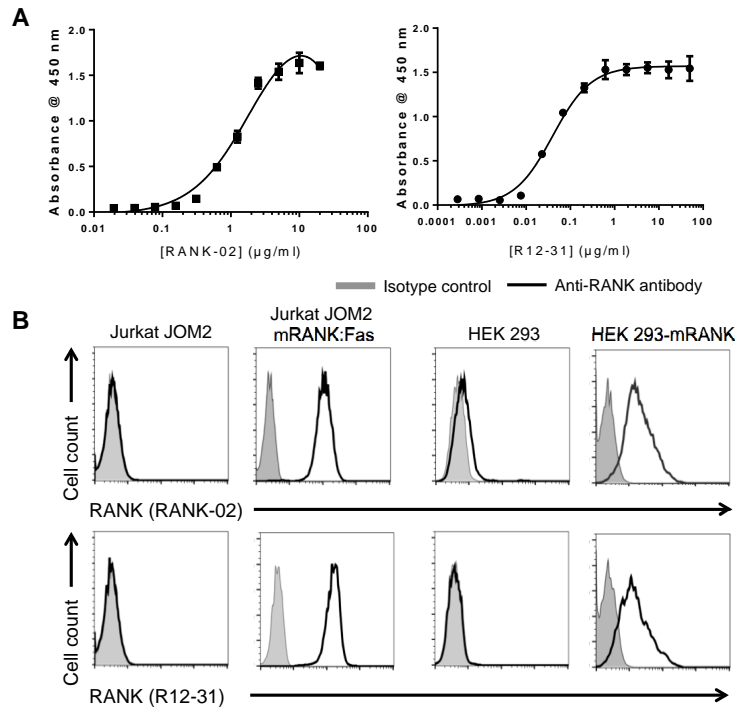 A
Absorbance @ 450 nm
2.0
1.5
1.0
0.5
0.0
0.01 0.1 1 10 100
[RANK-02] (µg/ml)
Absorbance @ 450 nm
2.0
1.5
1.0
0.5
0.0
0.0001 0.001 0.01 0.1 1 10 100
[R12-31] (µg/ml)
Isotype control
Anti-RANK antibody
B
Jurkat JOM2
Jurkat JOM2
mRANK:Fas
HEK 293
HEK 293-mRANK
Cell count
RANK (RANK-02)
Cell count
RANK (R12-31)